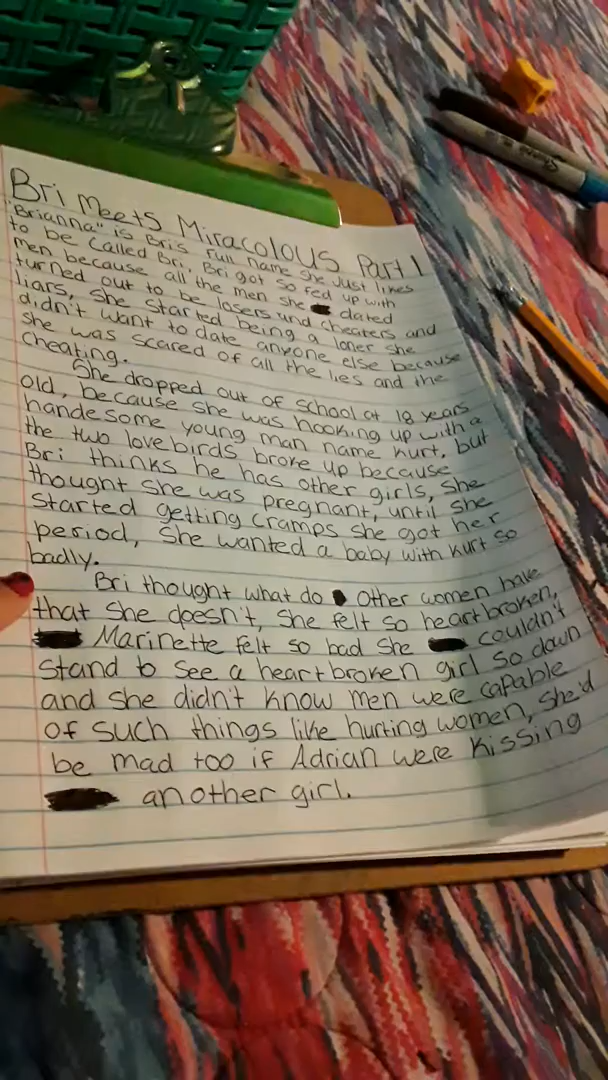 Bri Meets Miracolous Part 1
"Brianna" is Bris full name she Just likes
to be called Bri, Bri got so fed up with
men because all the men she dated
turned out to be losers and cheaters and
liars, she started being a loner she
didn't want to date anyone else because
she was scared of all the lies and the
cheating.
She dropped out of school at 18 years
old, because she was hooking up with a
handesome young man name Kurt, but
the two lovebirds broke up because
Bri thinks he has other girls, she
thought she was pregnant, until she
started getting cramps she got her
period, She wanted a baby with Kurt so
badly.
Bri thought what do other women have
that she doesn't, she felt so heartbroken,
Marinette felt so bad she couldn't
stand to see a heartbroken girl so down
and she didn't know men were capable
of such things like hurting women, she'd
be mad too if Adrian were kissing
another girl.
Sharpie